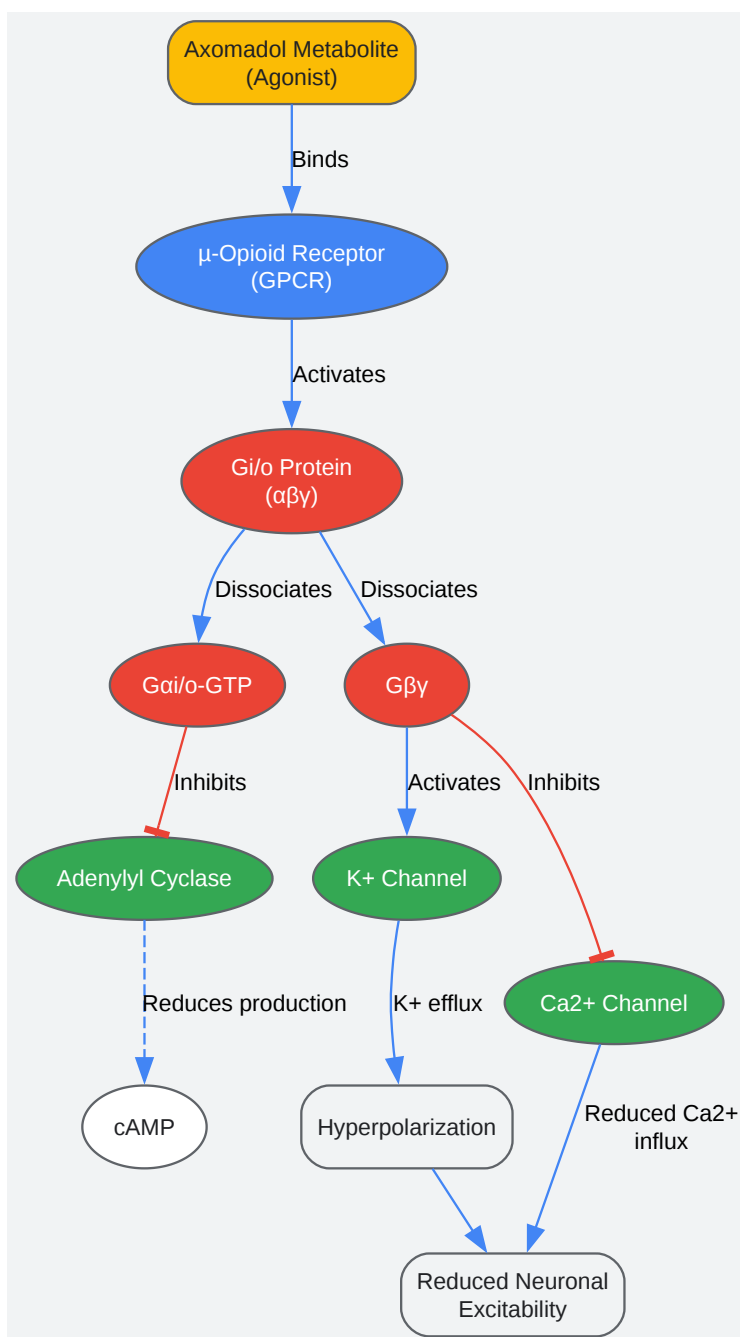 Axomadol Metabolite
(Agonist)
Binds
µ-Opioid Receptor
(GPCR)
Activates
Gi/o Protein
(αβγ)
Dissociates
Dissociates
Gαi/o-GTP
Gβγ
Inhibits
Activates
Inhibits
Adenylyl Cyclase
K+ Channel
Ca2+ Channel
Reduces production
K+ efflux
cAMP
Hyperpolarization
Reduced Ca2+
influx
Reduced Neuronal
Excitability